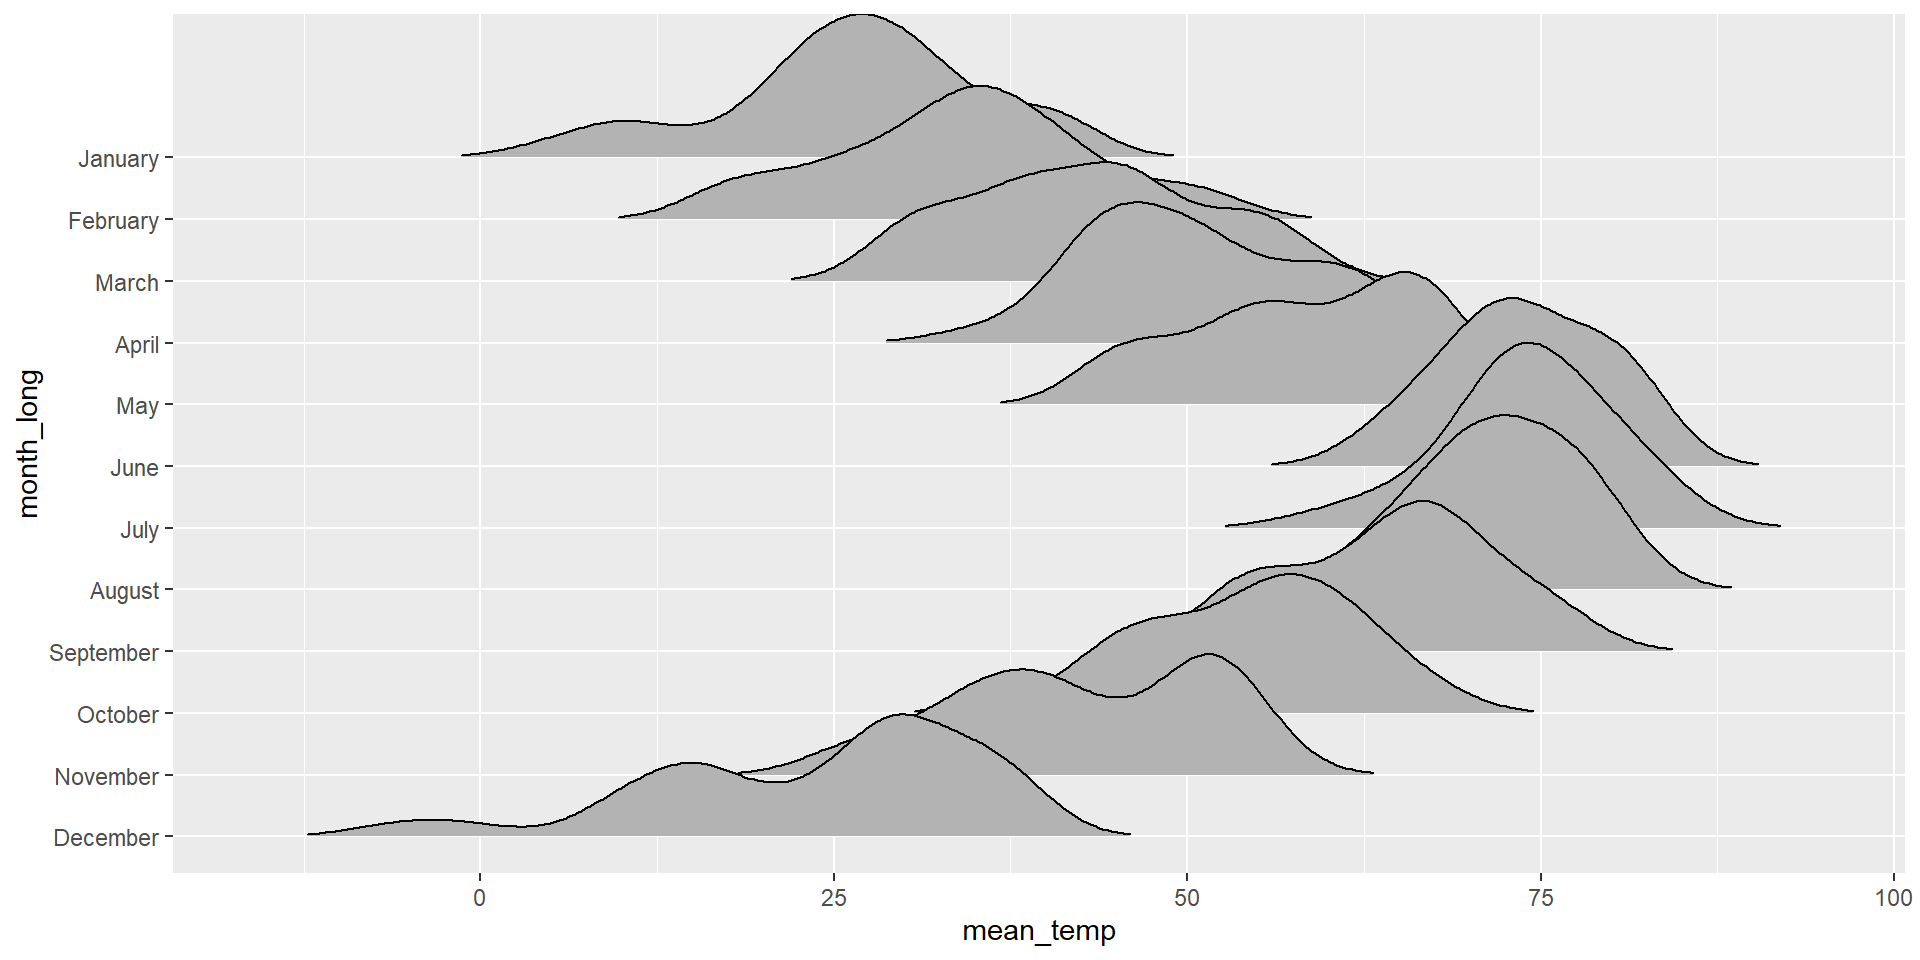 January
February
March
April
May
June
July
August
September
October
November
December
month_long
0 25 50 75 100
mean_temp